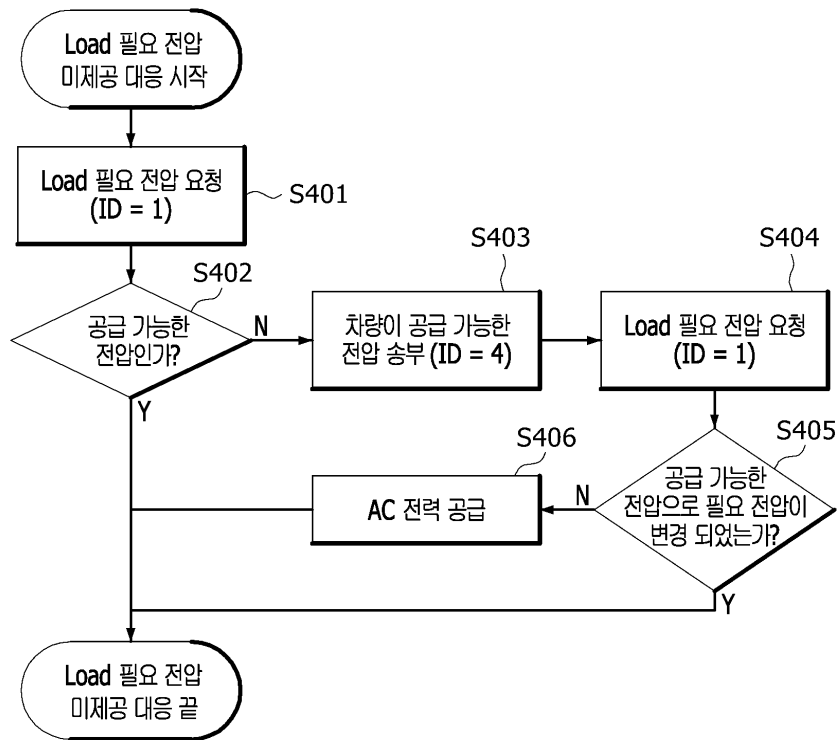 Load 필요 전압
미제공 대응 시작
Load 필요 전압 요청
(ID = 1)
S401
S402
공급 가능한
전압인가?
N
Y
S403
차량이 공급 가능한
전압 송부 (ID = 4)
S404
Load 필요 전압 요청
(ID = 1)
S405
공급 가능한
전압으로 필요 전압이
변경 되었는가?
N
Y
S406
AC 전력 공급
Load 필요 전압
미제공 대응 끝